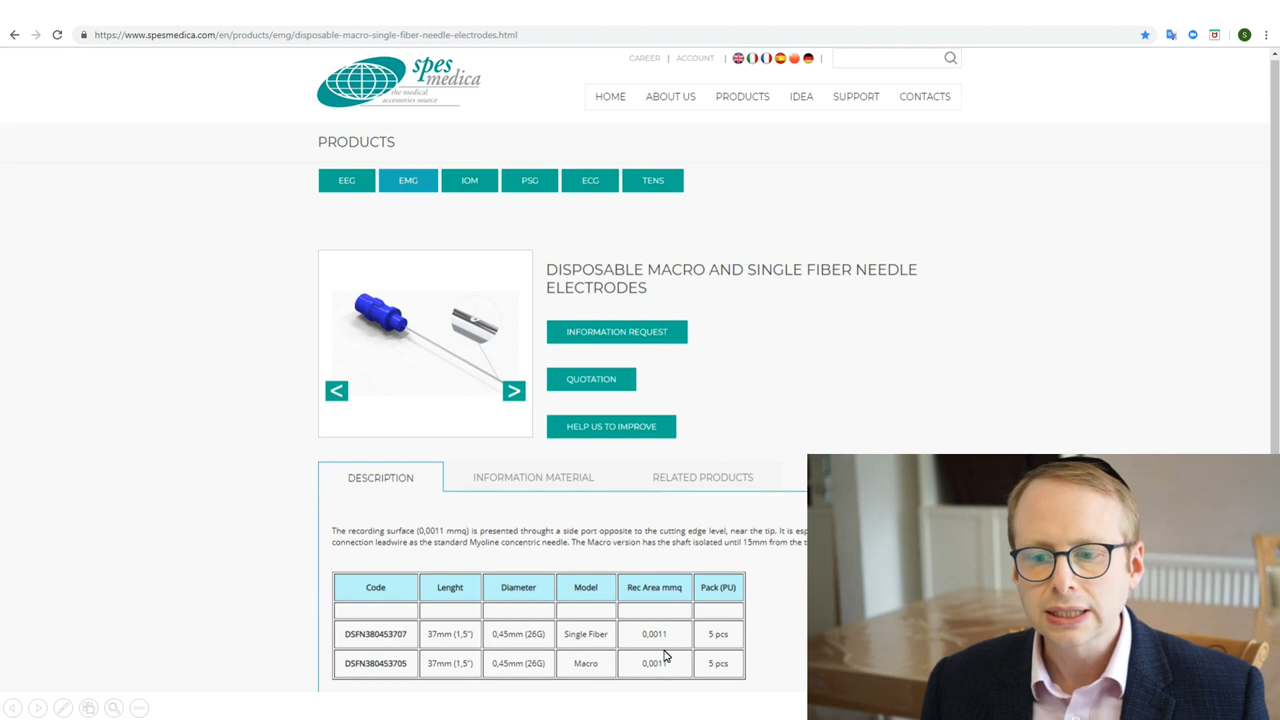 https://www.spesmedica.com/en/products/emg/disposable-macro-single-fiber-needle-electrodes.html
S
CAREER | ACCOUNT | |
spes medica
the medical
accessories source
HOME ABOUT US PRODUCTS IDEA SUPPORT CONTACTS
PRODUCTS
EEG EMG IOM PSG ECG TENS
DISPOSABLE MACRO AND SINGLE FIBER NEEDLE
ELECTRODES
INFORMATION REQUEST
QUOTATION
< >
HELP US TO IMPROVE
DESCRIPTION INFORMATION MATERIAL RELATED PRODUCTS
The recording surface (0,0011 mmq) is presented throught a side port opposite to the cutting edge level, near the tip. It is esp
connection leadwire as the standard Myoline concentric needle. The Macro version has the shaft isolated until 15mm from the t
Code Lenght Diameter Model Rec Area mmq Pack (PU)
DSFN380453707 37mm (1,5") 0,45mm (26G) Single Fiber 0,0011 5 pcs
DSFN380453705 37mm (1,5") 0,45mm (26G) Macro 0,0011 5 pcs